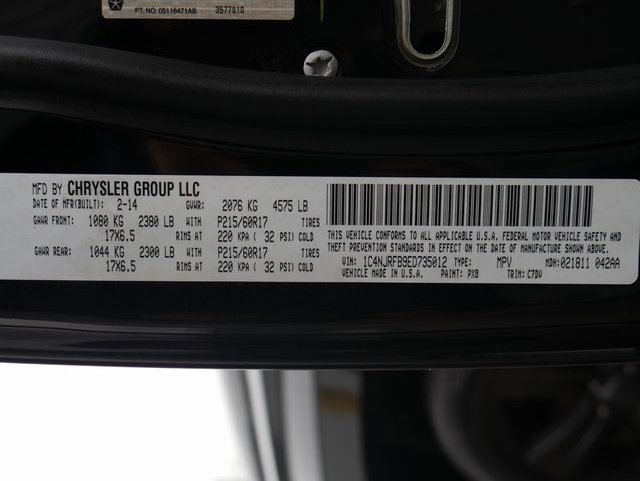 PT. NO. 05116471AB 3577810
MFD BY CHRYSLER GROUP LLC
DATE OF MFR(BUILT): 2-14 GVWR: 2076 KG 4575 LB
GAWR FRONT: 1080 KG 2380 LB WITH P215/60R17 TIRES
17X6.5 RIMS AT 220 KPA ( 32 PSI) COLD
GAWR REAR: 1044 KG 2300 LB WITH P215/60R17 TIRES
17X6.5 RIMS AT 220 KPA ( 32 PSI) COLD
THIS VEHICLE CONFORMS TO ALL APPLICABLE U.S.A. FEDERAL MOTOR VEHICLE SAFETY AND
THEFT PREVENTION STANDARDS IN EFFECT ON THE DATE OF MANUFACTURE SHOWN ABOVE.
VIN: 1C4NJRFB9ED735012 TYPE: MPV MDH:021811 042AA
VEHICLE MADE IN U.S.A. PAINT: PX8 TRIM: C7DV